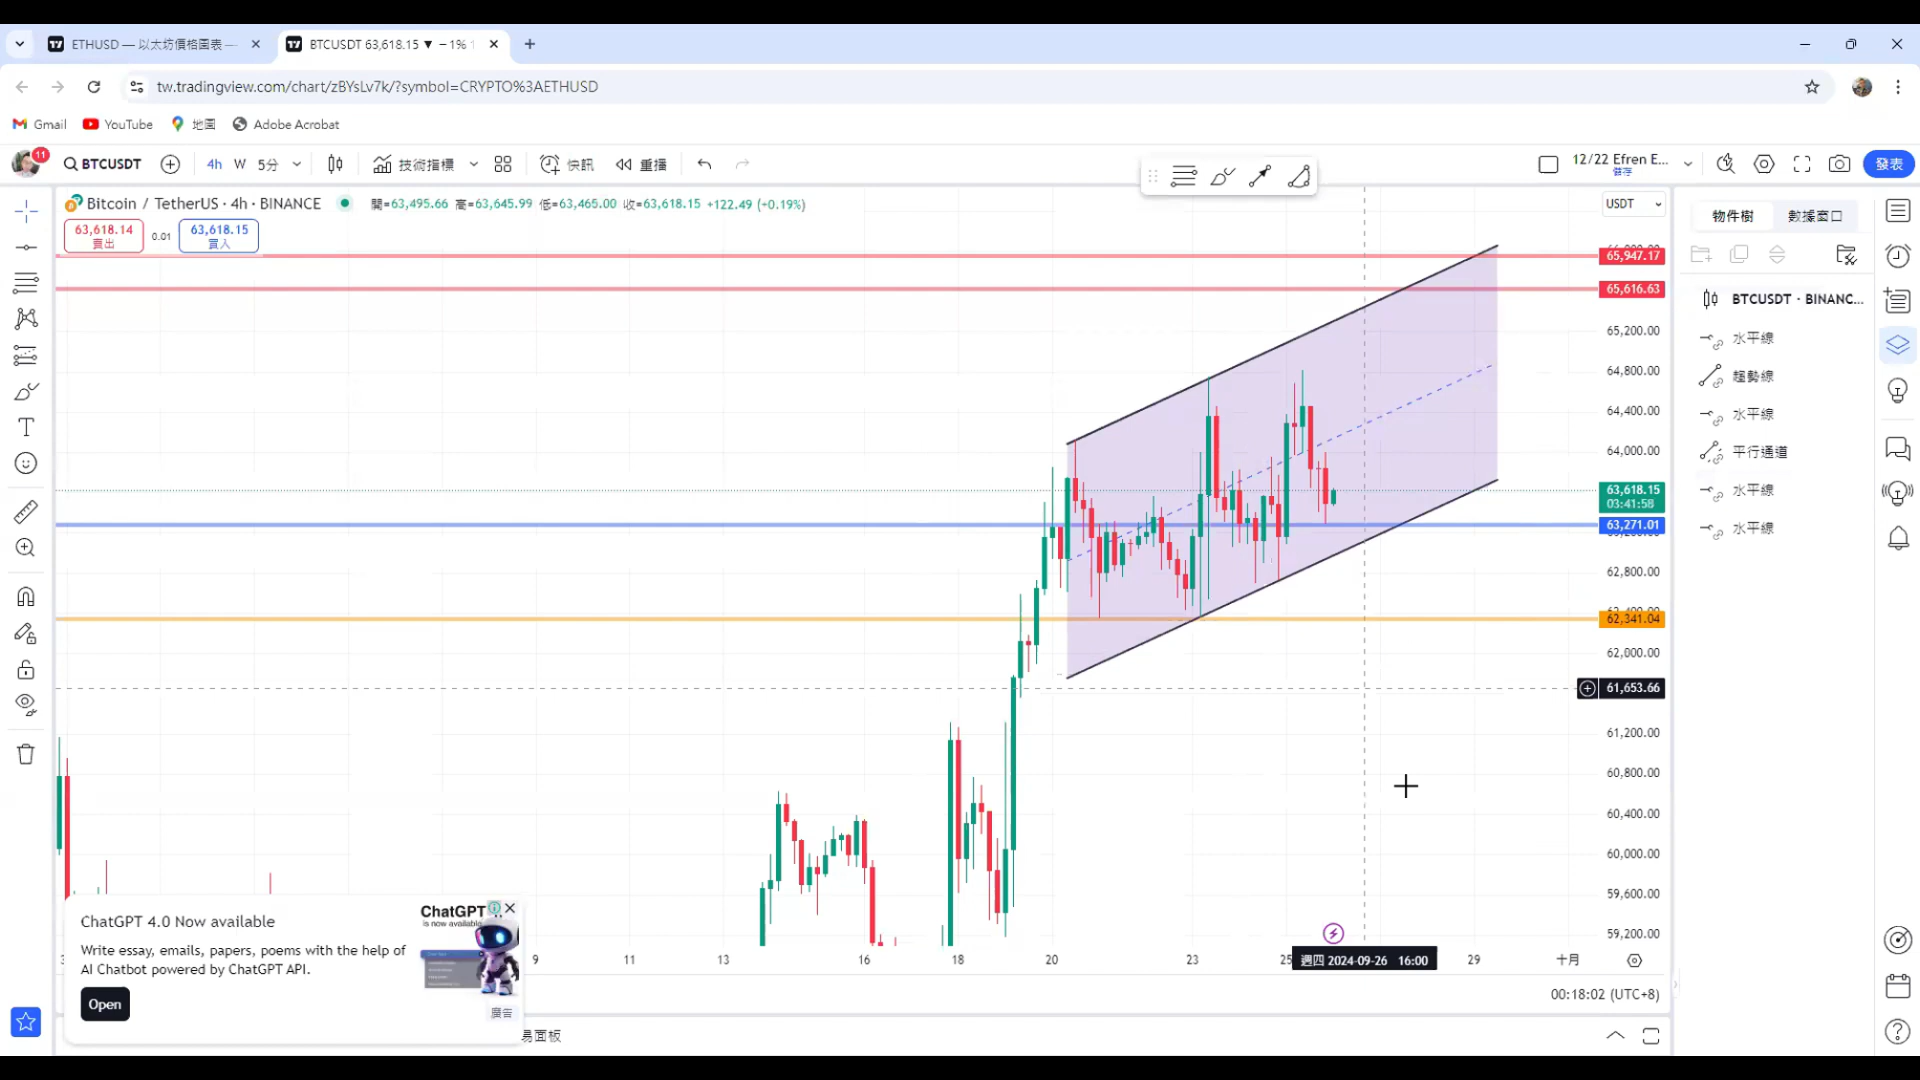 ETHUSD — 以太坊價格圖表 —
BTCUSDT 63,618.15 ▼ −1%
tw.tradingview.com/chart/zBYsLv7k/?symbol=CRYPTO%3AETHUSD
Gmail YouTube 地圖 Adobe Acrobat
11 BTCUSDT 4h W 5分 技術指標 快訊 重播 12/22 Efren E... 儲存 發表
Bitcoin / TetherUS · 4h · BINANCE 開=63,495.66 高=63,645.99 低=63,465.00 收=63,618.15 +122.49 (+0.19%)
USDT
63,618.14 賣出 0.01 63,618.15 買入
物件樹 數據窗口
65,947.17
65,616.63
65,200.00
64,800.00
64,400.00
64,000.00
63,618.15
03:41:58
63,271.01
62,800.00
62,341.04
62,000.00
61,653.66
61,200.00
60,800.00
60,400.00
60,000.00
59,600.00
59,200.00
BTCUSDT · BINANC...
水平線
趨勢線
水平線
平行通道
水平線
水平線
ChatGPT 4.0 Now available
Write essay, emails, papers, poems with the help of
AI Chatbot powered by ChatGPT API.
Open
ChatGPT
is now available
廣告
9 11 13 16 18 20 23 25 週四 2024-09-26 16:00 29 十月
00:18:02 (UTC+8)
易面板